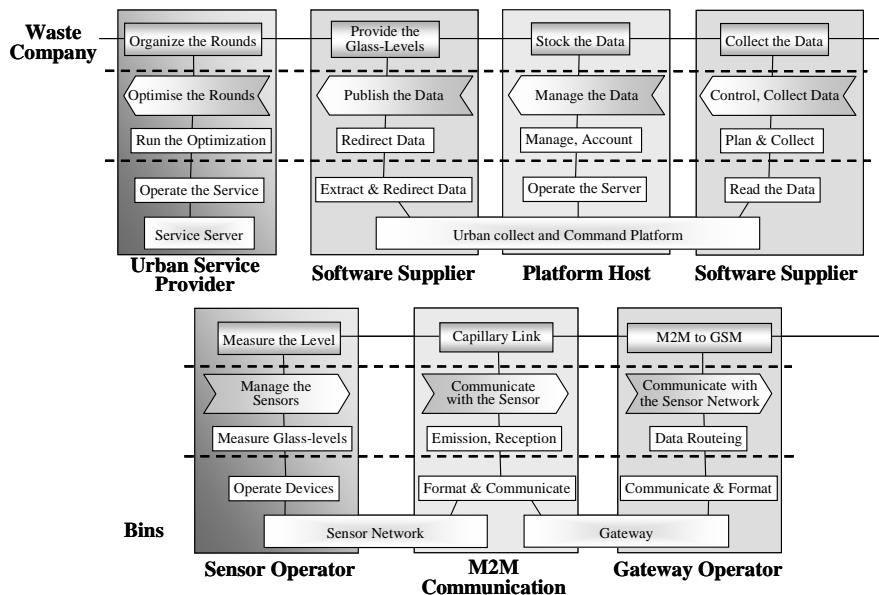 Waste
Company
Organize the Rounds
Provide the
Glass-Levels
Stock the Data
Collect the Data
Optimise the Rounds
Publish the Data
Manage the Data
Control, Collect Data
Run the Optimization
Redirect Data
Manage, Account
Plan & Collect
Operate the Service
Extract & Redirect Data
Operate the Server
Read the Data
Service Server
Urban collect and Command Platform
Urban Service
Provider
Software Supplier
Platform Host
Software Supplier
Measure the Level
Capillary Link
M2M to GSM
Manage the
Sensors
Communicate
with the Sensor
Communicate with
the Sensor Network
Measure Glass-levels
Emission, Reception
Data Routeing
Operate Devices
Format & Communicate
Communicate & Format
Bins
Sensor Network
Gateway
Sensor Operator
M2M
Communication
Gateway Operator